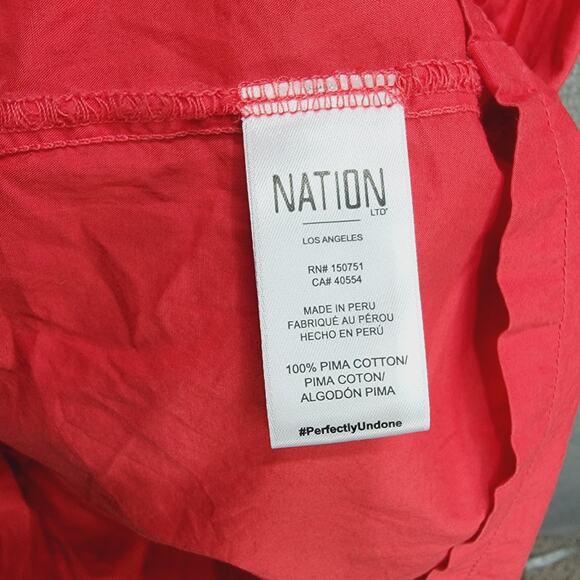 NATION
LTD
LOS ANGELES
RN# 150751
CA# 40554
MADE IN PERU
FABRIQUÉ AU PÉROU
HECHO EN PERÚ
100% PIMA COTTON/
PIMA COTON/
ALGODÓN PIMA
#PerfectlyUndone